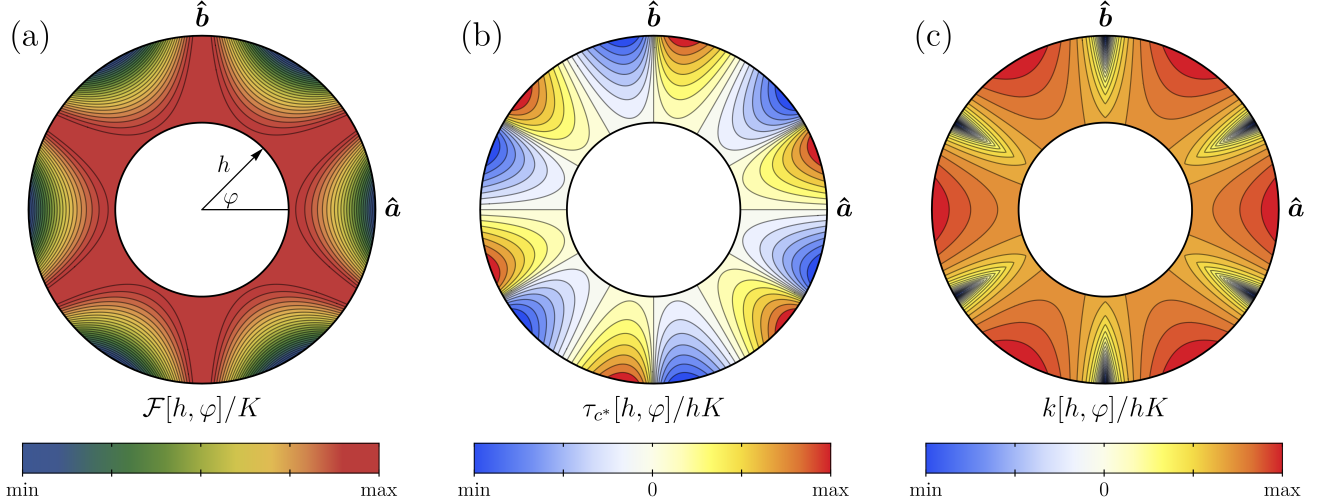 (a)
b̂
h
φ
â
F[h, φ]/K
min
max
(b)
b̂
â
τ_{c*}[h, φ]/hK
min
0
max
(c)
b̂
â
k[h, φ]/hK
min
0
max